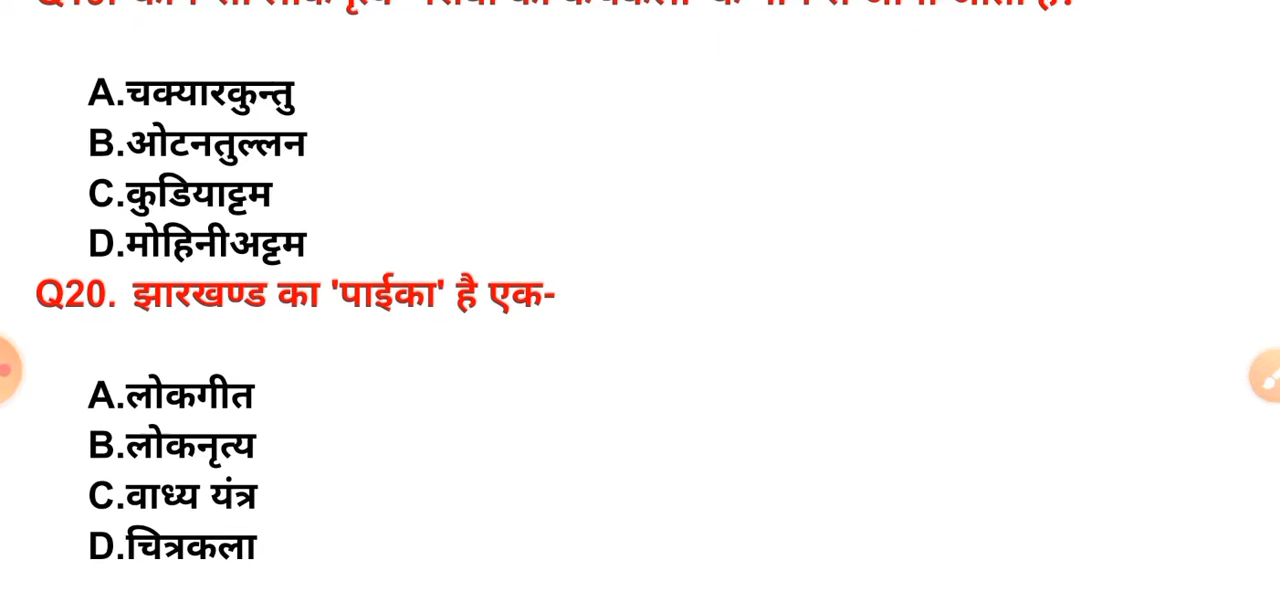 A.चक्यारकुन्तु
B.ओटनतुल्लन
C.कुडियाट्टम
D.मोहिनीअट्टम
Q20. झारखण्ड का 'पाईका' है एक-
A.लोकगीत
B.लोकनृत्य
C.वाध्य यंत्र
D.चित्रकला